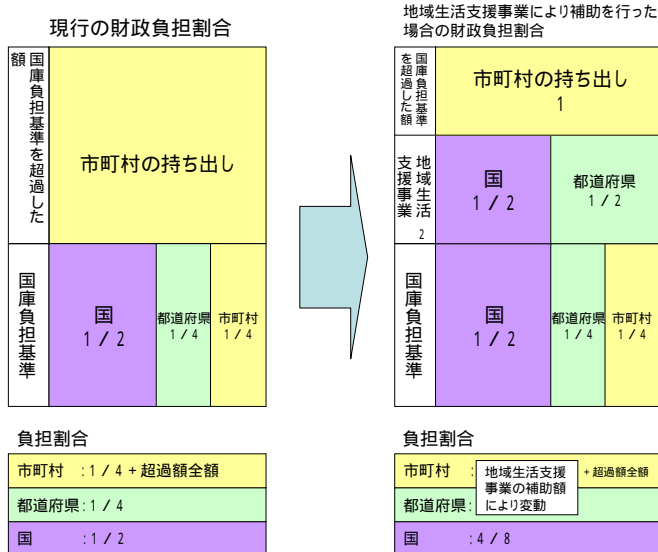 現行の財政負担割合
国庫負担基準を超過した
額
市町村の持ち出し
国庫負担基準
国
1／2
都道府県
1／4
市町村
1／4
負担割合
市町村　：1／4＋超過額全額
都道府県：1／4
国　　　：1／2
地域生活支援事業により補助を行った
場合の財政負担割合
国庫負担基準
を超過した額
市町村の持ち出し
1
地域生活
支援事業
2
国
1／2
都道府県
1／2
国庫負担基準
国
1／2
都道府県
1／4
市町村
1／4
負担割合
市町村　：
＋超過額全額
都道府県：
地域生活支援
事業の補助額
により変動
国　　　：4／8